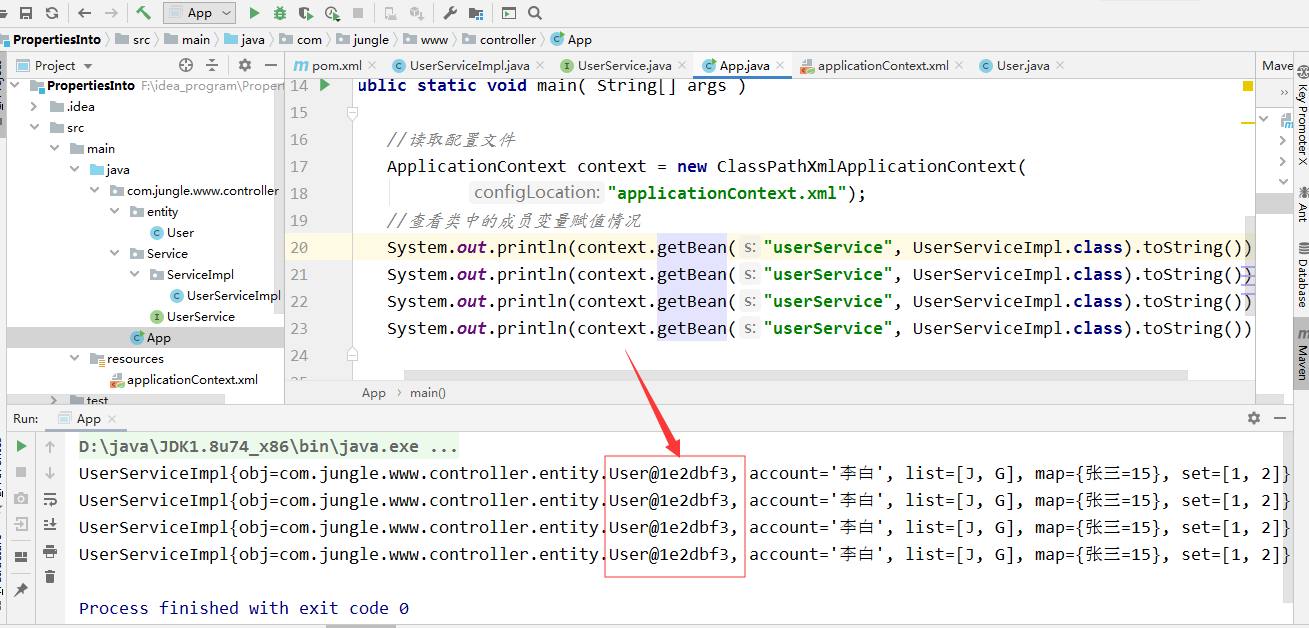 App
PropertiesInto
src
main
java
com
jungle
www
controller
App
Project
pom.xml
UserServiceImpl.java
UserService.java
App.java
applicationContext.xml
User.java
Mave
PropertiesInto F:\idea_program\Proper
.idea
src
main
java
com.jungle.www.controller
entity
User
Service
ServiceImpl
UserServiceImpl
UserService
App
resources
applicationContext.xml
test
14 ublic static void main( String[] args )
15
16 //读取配置文件
17 ApplicationContext context = new ClassPathXmlApplicationContext(
18 configLocation: "applicationContext.xml");
19 //查看类中的成员变量赋值情况
20 System.out.println(context.getBean( s: "userService", UserServiceImpl.class).toString())
21 System.out.println(context.getBean( s: "userService", UserServiceImpl.class).toString())
22 System.out.println(context.getBean( s: "userService", UserServiceImpl.class).toString())
23 System.out.println(context.getBean( s: "userService", UserServiceImpl.class).toString())
24
App
main()
Key Promoter X
Ant
Database
Maven
Run:
App
D:\java\JDK1.8u74_x86\bin\java.exe ...
UserServiceImpl{obj=com.jungle.www.controller.entity.User@1e2dbf3, account='李白', list=[J, G], map={张三=15}, set=[1, 2]}
UserServiceImpl{obj=com.jungle.www.controller.entity.User@1e2dbf3, account='李白', list=[J, G], map={张三=15}, set=[1, 2]}
UserServiceImpl{obj=com.jungle.www.controller.entity.User@1e2dbf3, account='李白', list=[J, G], map={张三=15}, set=[1, 2]}
UserServiceImpl{obj=com.jungle.www.controller.entity.User@1e2dbf3, account='李白', list=[J, G], map={张三=15}, set=[1, 2]}
Process finished with exit code 0